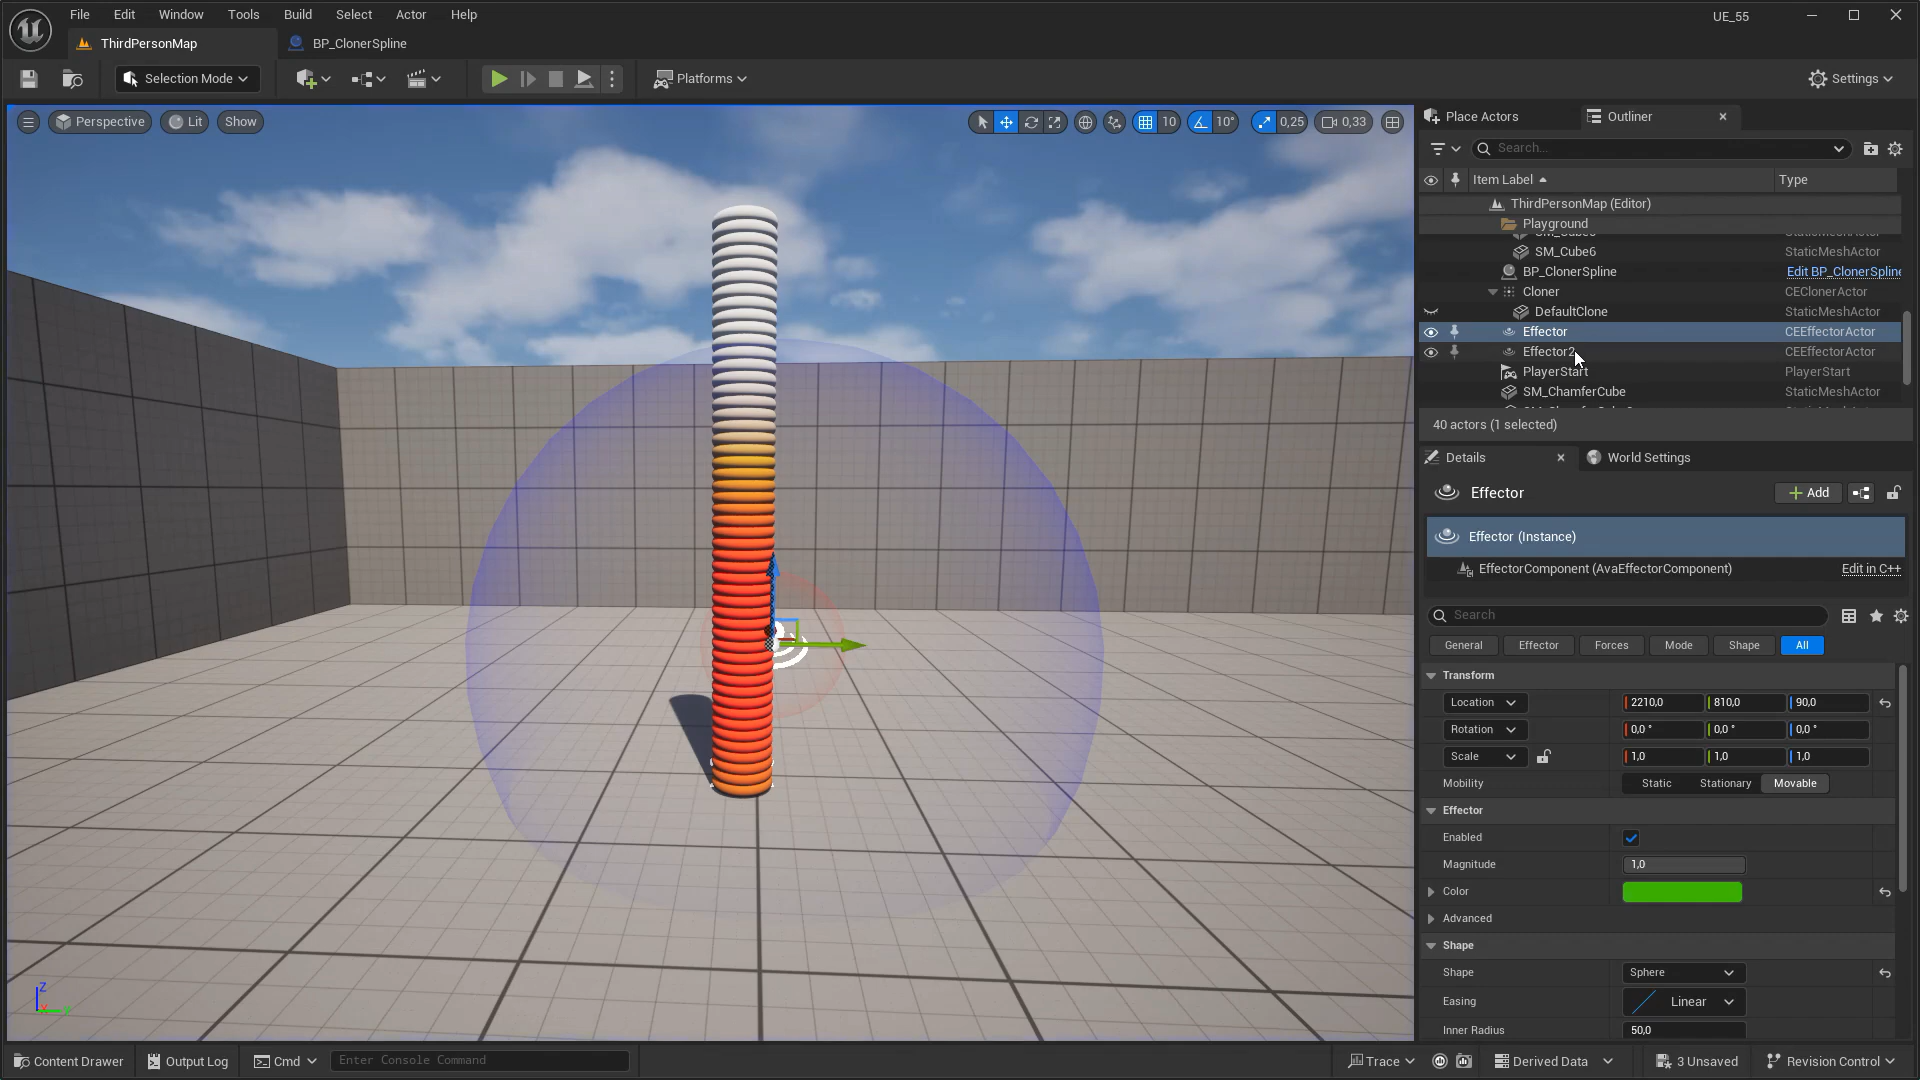 File Edit Window Tools Build Select Actor Help
UE_55
ThirdPersonMap
BP_ClonerSpline
Selection Mode
Platforms
Settings
Perspective
Lit
Show
10
10°
0,25
0,33
Place Actors
Outliner
Search...
Item Label
Type
ThirdPersonMap (Editor)
Playground
SM_Cube6 StaticMeshActor
BP_ClonerSpline Edit BP_ClonerSpline
Cloner CEClonerActor
DefaultClone StaticMeshActor
Effector CEEffectorActor
Effector2 CEEffectorActor
PlayerStart PlayerStart
SM_ChamferCube StaticMeshActor
40 actors (1 selected)
Details
World Settings
Effector
Add
Effector (Instance)
EffectorComponent (AvaEffectorComponent) Edit in C++
Search
General Effector Forces Mode Shape All
Transform
Location 2210,0 810,0 90,0
Rotation 0,0 ° 0,0 ° 0,0 °
Scale 1,0 1,0 1,0
Mobility Static Stationary Movable
Effector
Enabled
Magnitude 1,0
Color
Advanced
Shape
Shape Sphere
Easing Linear
Inner Radius 50,0
Z
Content Drawer
Output Log
Cmd
Enter Console Command
Trace
Derived Data
3 Unsaved
Revision Control